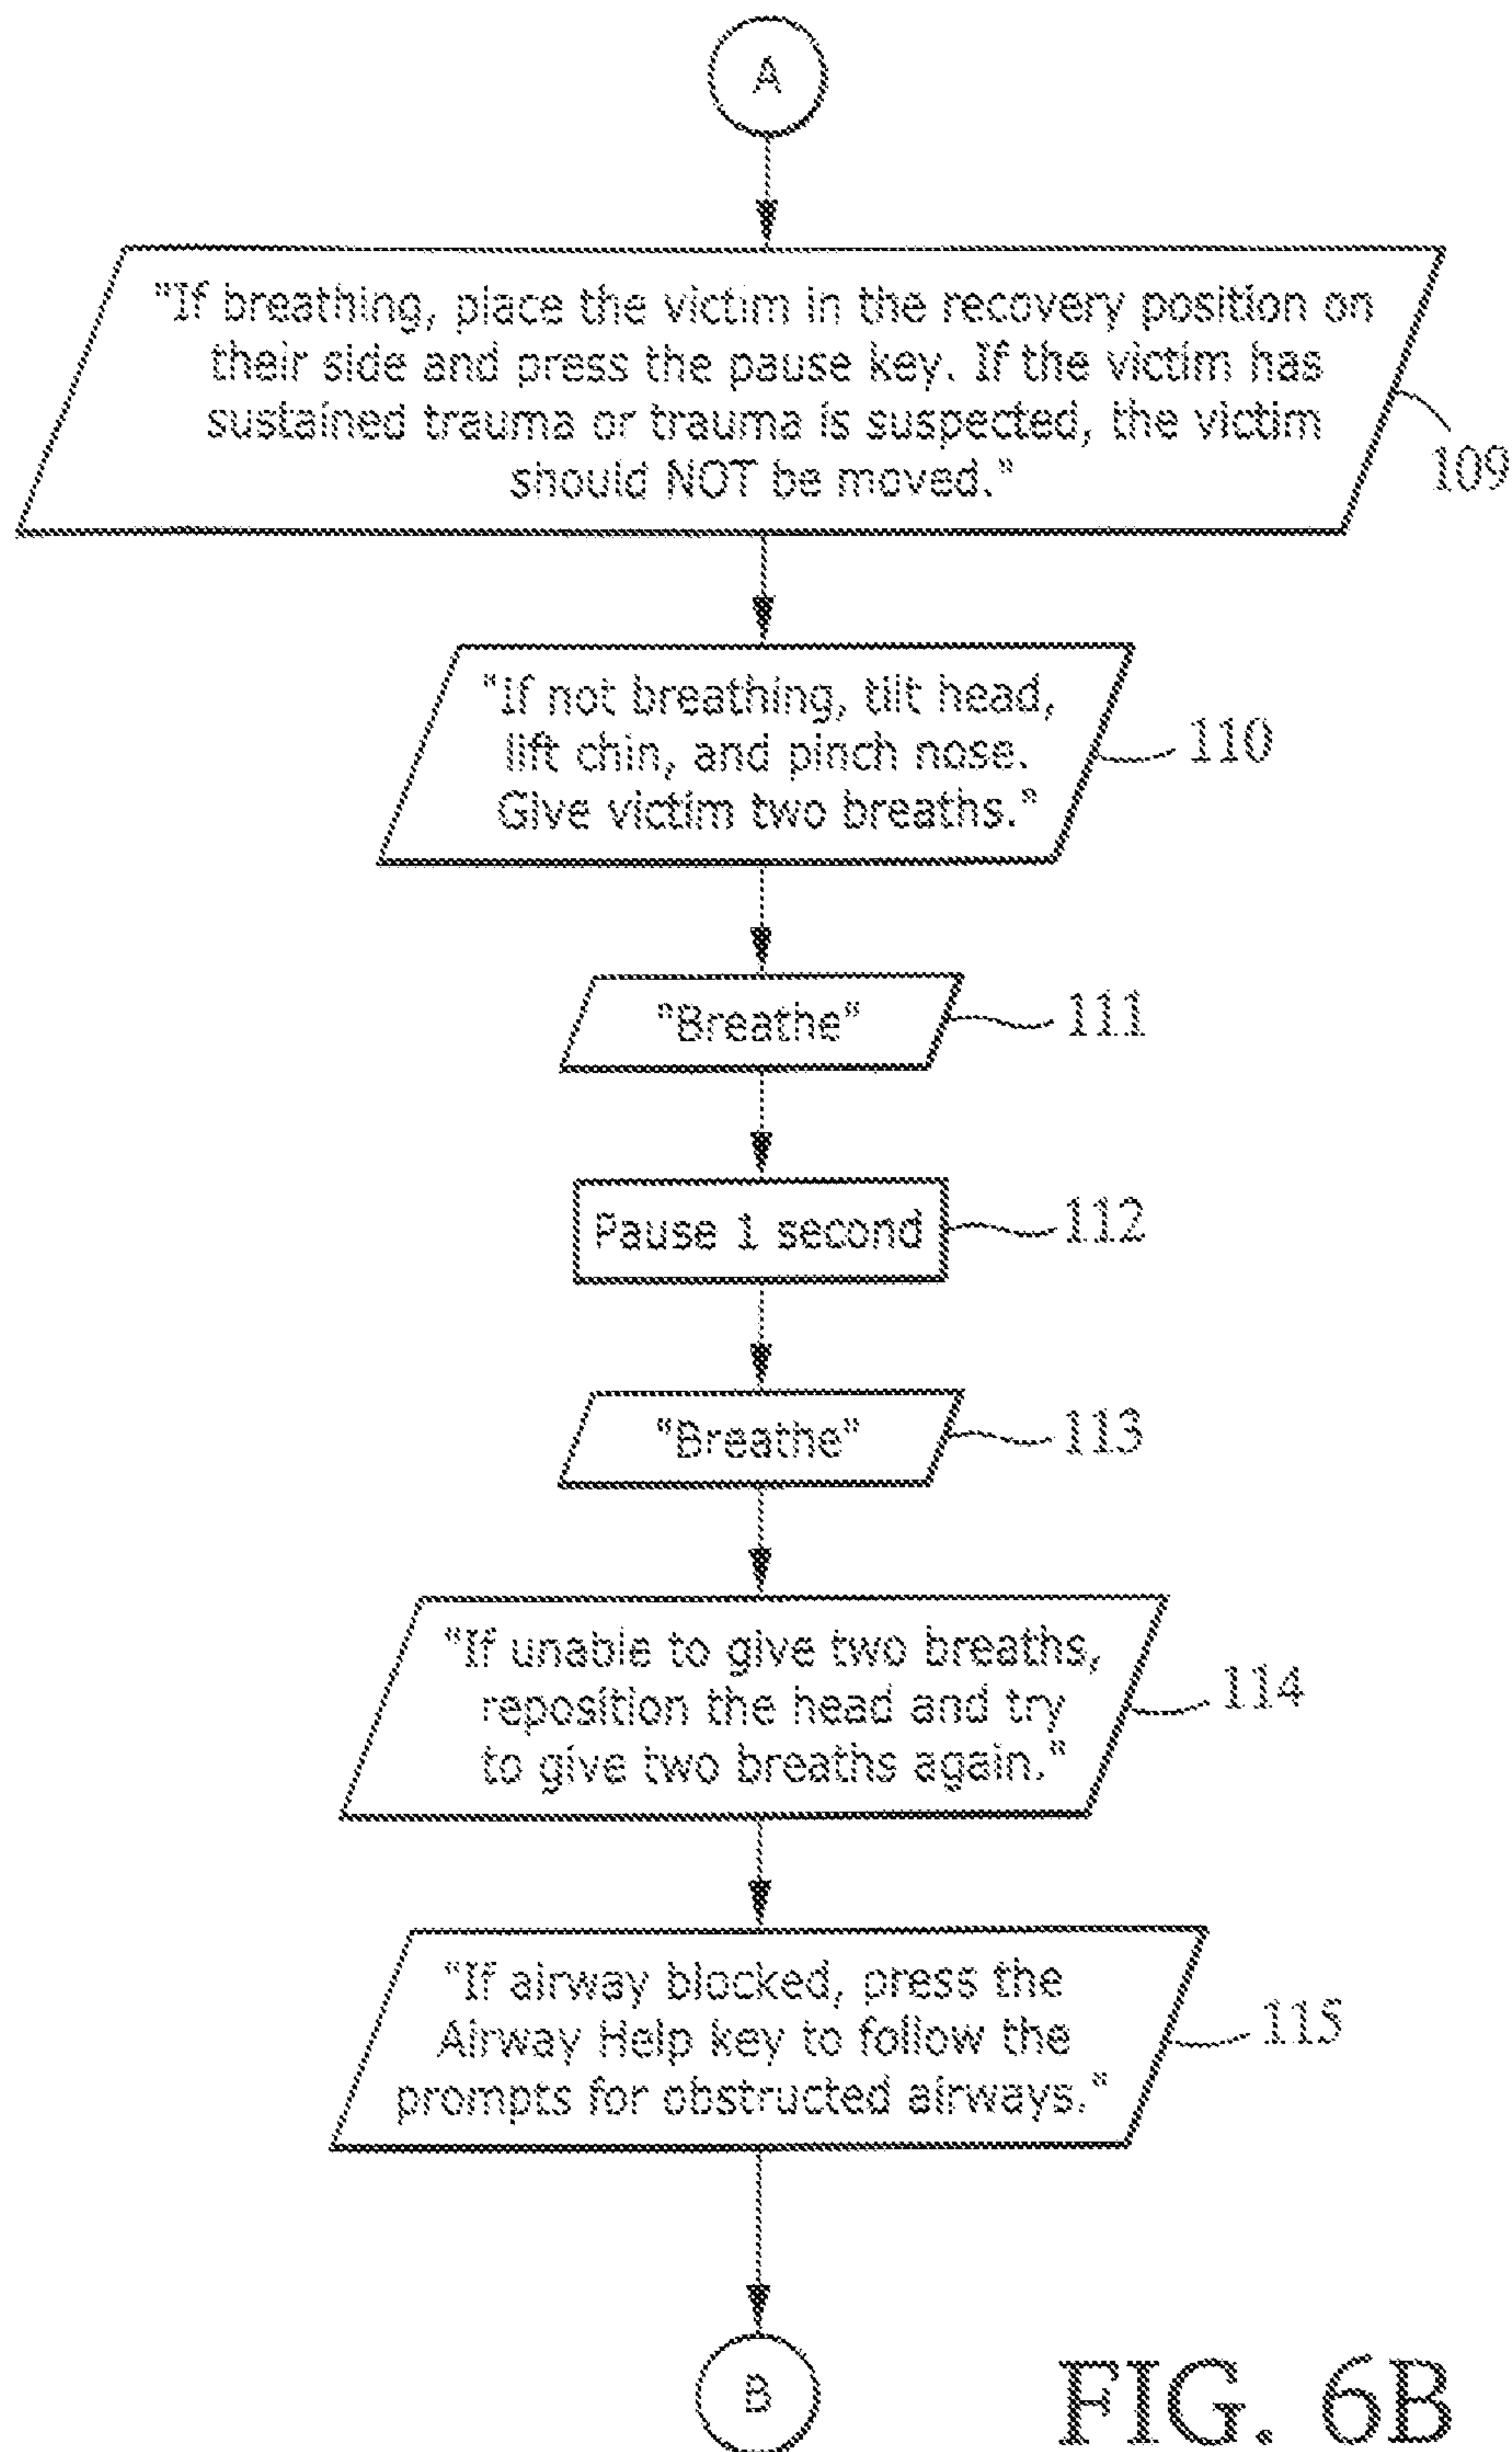 A
"If breathing, place the victim in the recovery position on
their side and press the pause key. If the victim has
sustained trauma or trauma is suspected, the victim
should NOT be moved."
109
"If not breathing, tilt head,
lift chin, and pinch nose.
Give victim two breaths."
110
"Breathe"
111
Pause 1 second
112
"Breathe"
113
"If unable to give two breaths,
reposition the head and try
to give two breaths again."
114
"If airway blocked, press the
Airway Help key to follow the
prompts for obstructed airways."
115
B
FIG. 6B